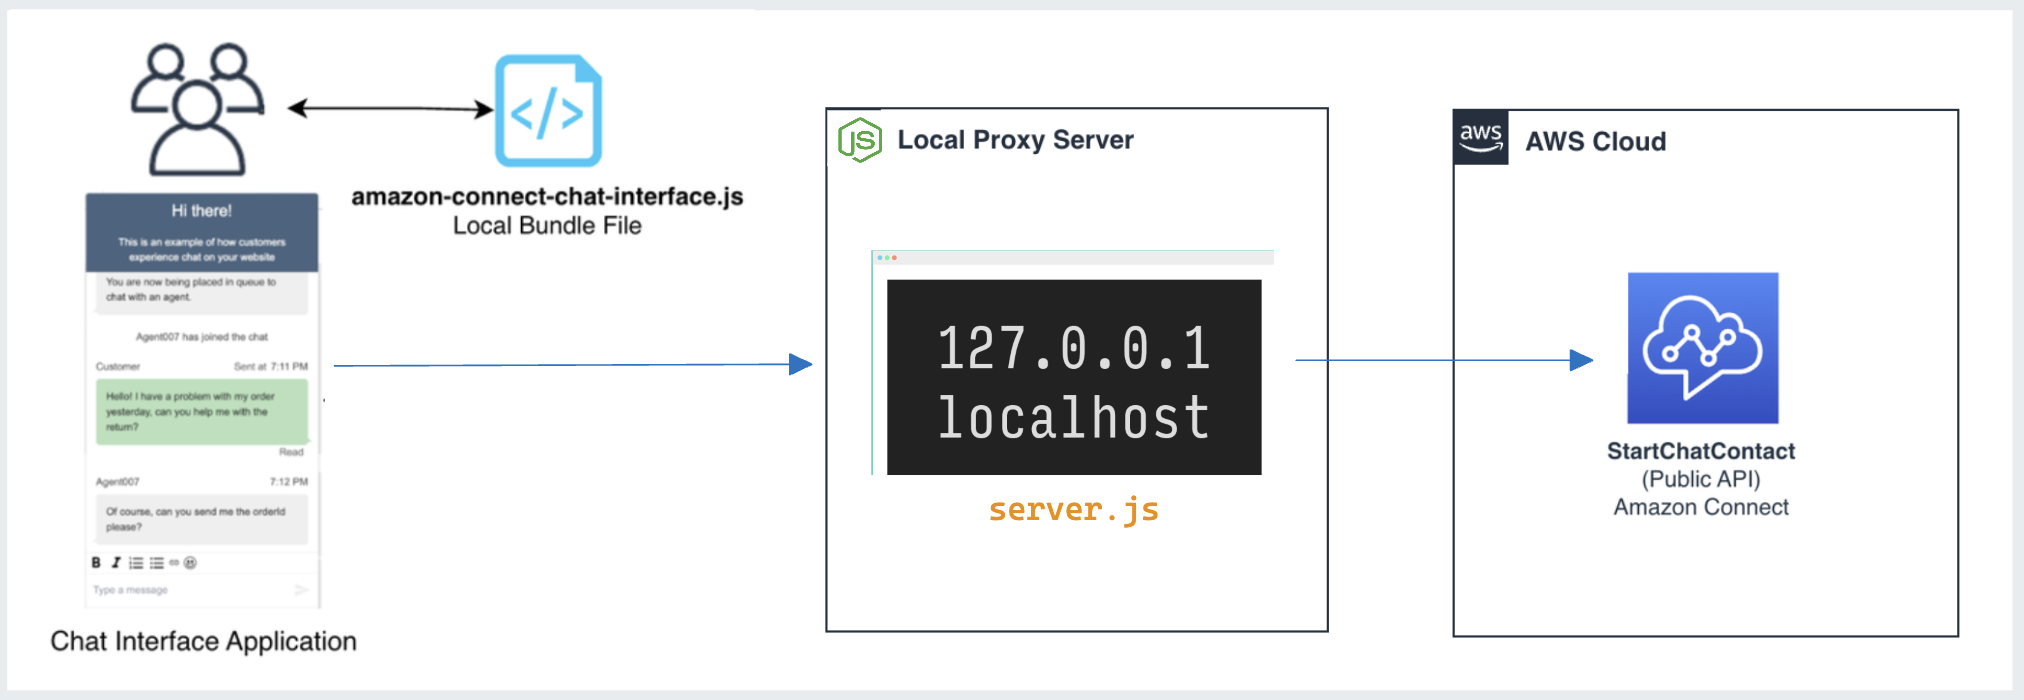 Hi there!
This is an example of how customers
experience chat on your website
You are now being placed in queue to
chat with an agent.
Agent007 has joined the chat
Customer Sent at 7:11 PM
Hello! I have a problem with my order
yesterday, can you help me with the
return?
Read
Agent007 7:12 PM
Of course, can you send me the orderId
please?
B I
Type a message
Chat Interface Application
</>
amazon-connect-chat-interface.js
Local Bundle File
JS Local Proxy Server
127.0.0.1
localhost
server.js
aws AWS Cloud
StartChatContact
(Public API)
Amazon Connect